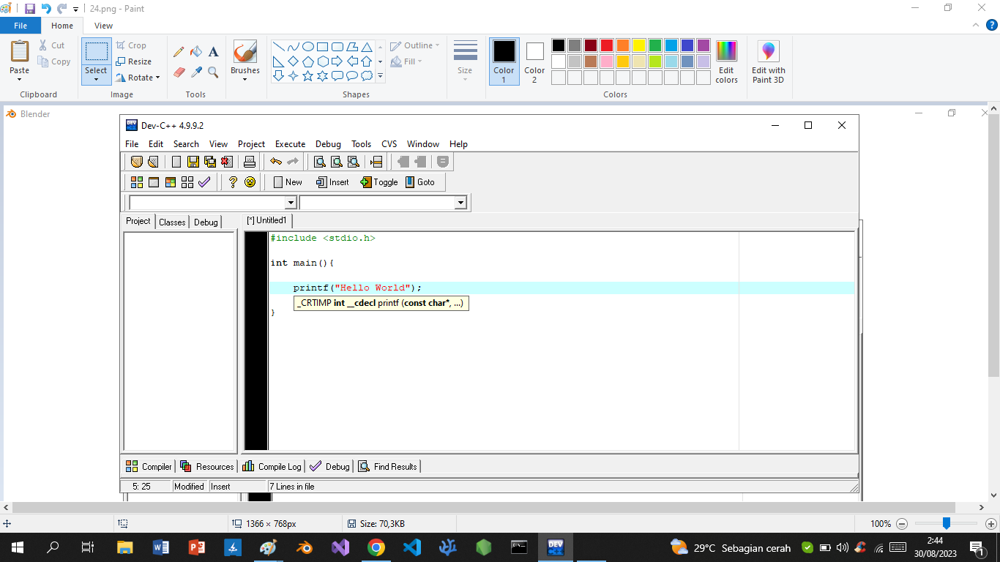 24.png - Paint
File Home View
Paste
Cut
Copy
Clipboard
Select
Crop
Resize
Rotate
Image
Tools
Brushes
Shapes
Outline
Fill
Size
Color 1
Color 2
Colors
Edit colors
Edit with Paint 3D
Blender
Dev-C++ 4.9.9.2
File Edit Search View Project Execute Debug Tools CVS Window Help
New Insert Toggle Goto
Project Classes Debug
[*] Untitled1
#include <stdio.h>
int main(){
printf("Hello World");
_CRTIMP int __cdecl printf (const char*, ...)
}
Compiler Resources Compile Log Debug Find Results
5: 25 Modified Insert 7 Lines in file
1366 × 768px Size: 70,3KB 100%
DEV
29°C Sebagian cerah
2:44
30/08/2023
1